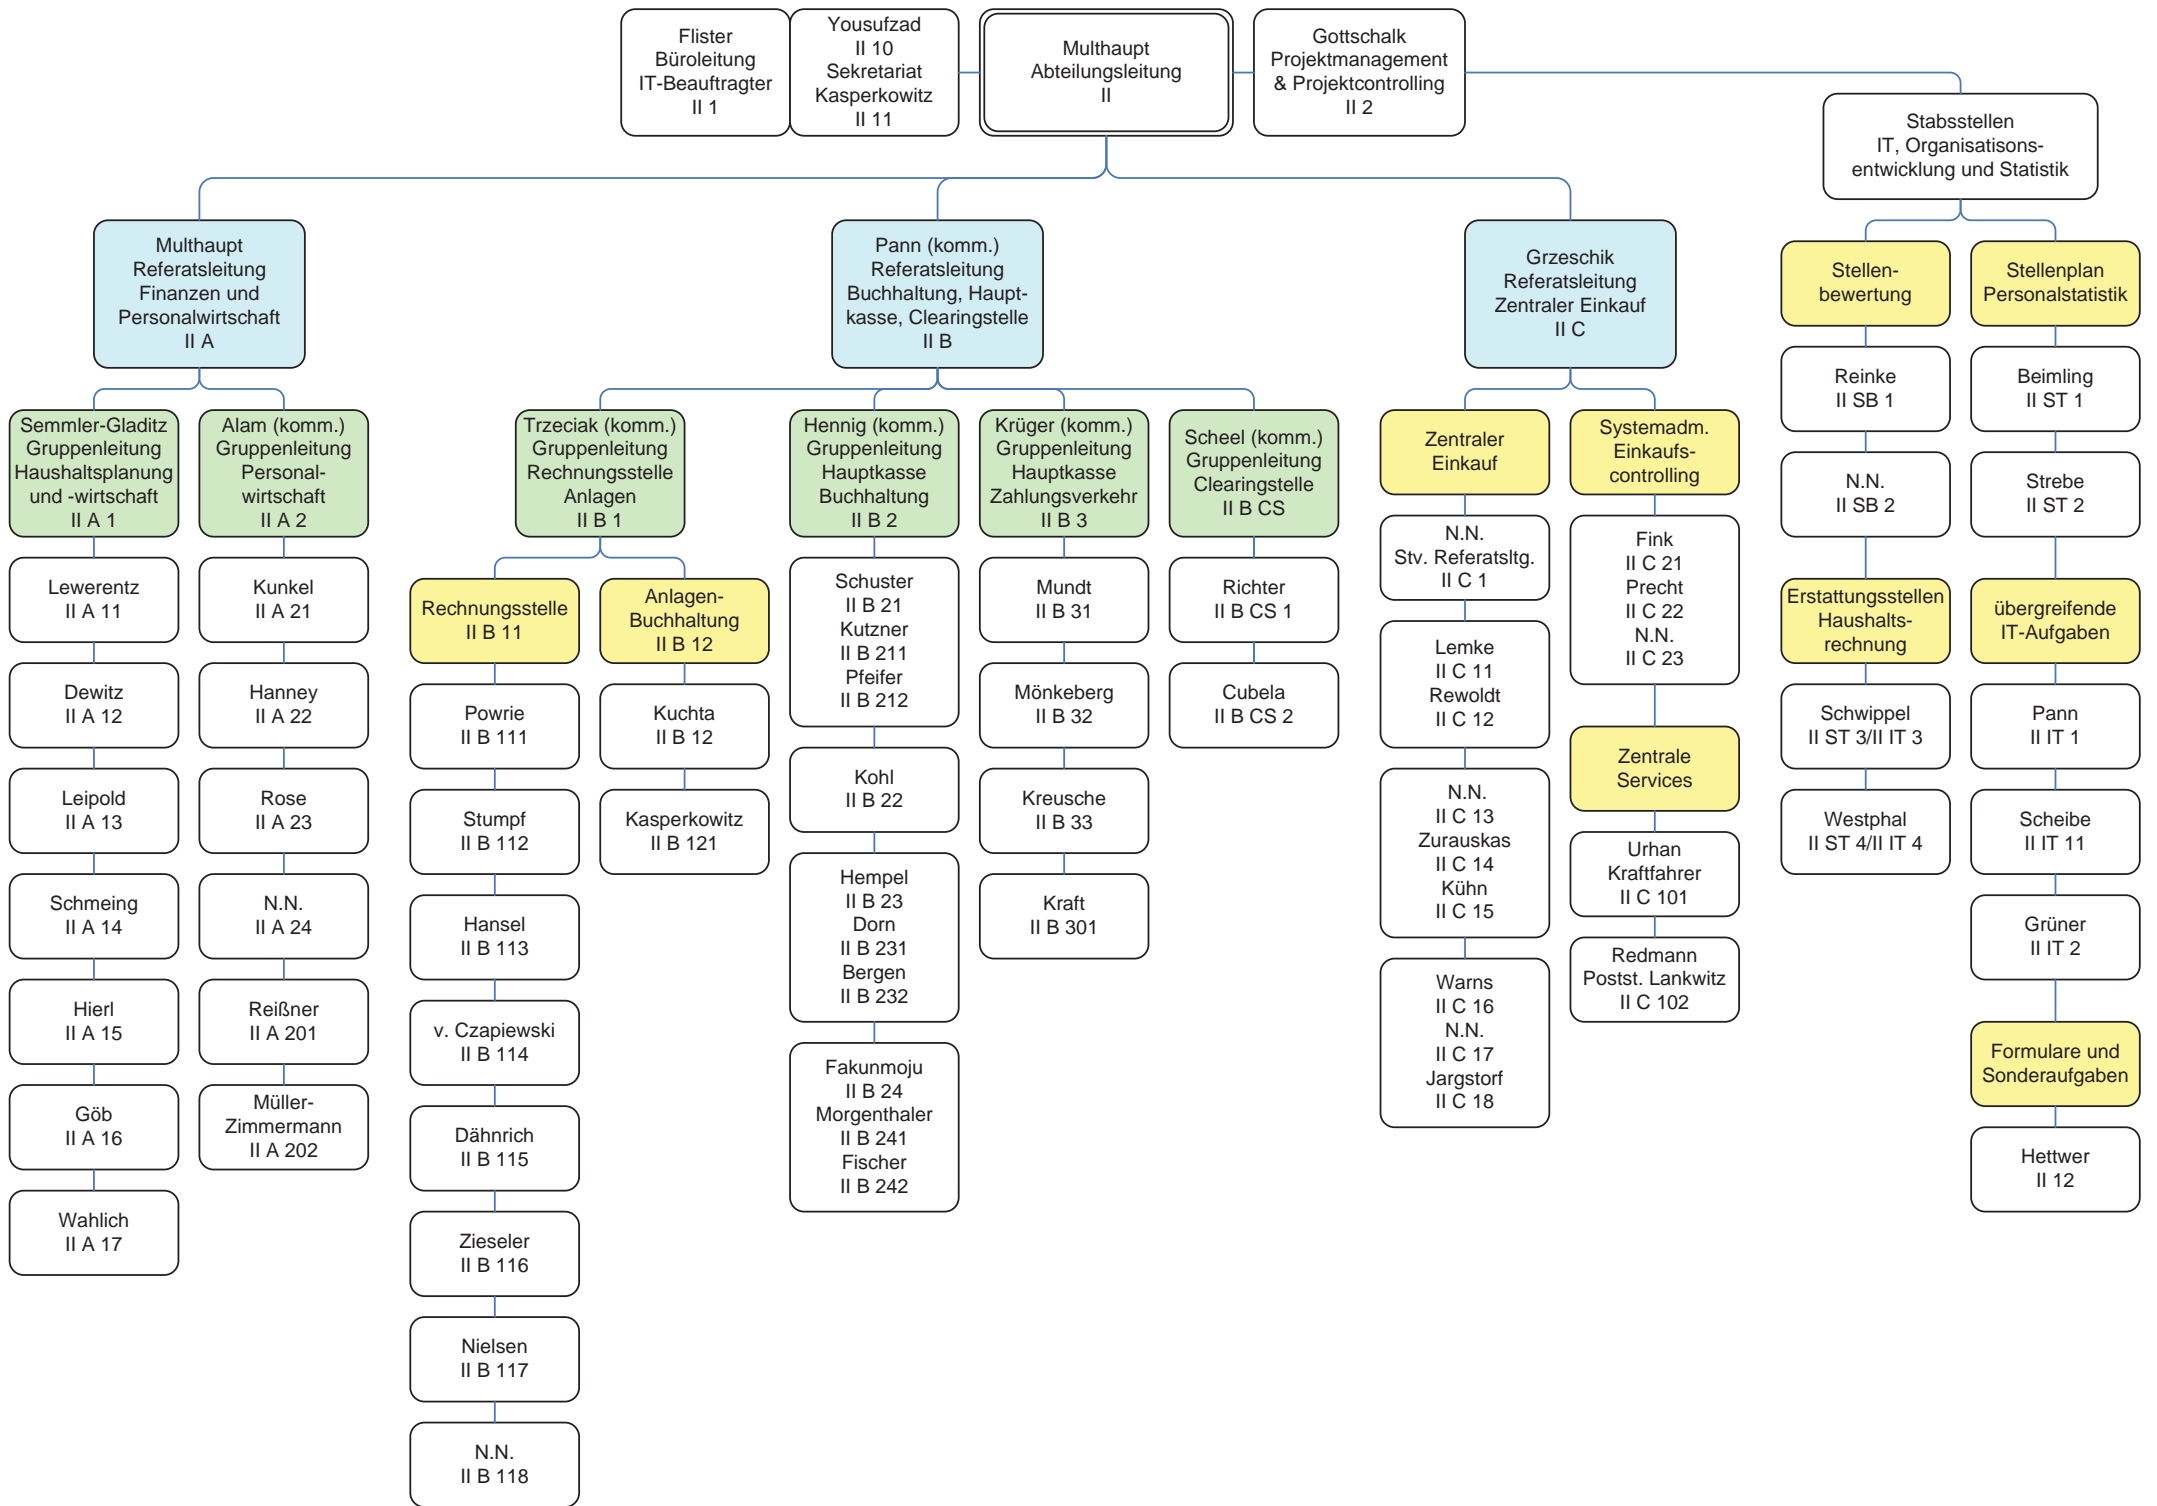 Flister
Büroleitung
IT-Beauftragter
II 1
Yousufzad
II 10
Sekretariat
Kasperkowitz
II 11
Multhaupt
Abteilungsleitung
II
Gottschalk
Projektmanagement
& Projektcontrolling
II 2
Stabsstellen
IT, Organisatisons-
entwicklung und Statistik
Multhaupt
Referatsleitung
Finanzen und
Personalwirtschaft
II A
Pann (komm.)
Referatsleitung
Buchhaltung, Haupt-
kasse, Clearingstelle
II B
Grzeschik
Referatsleitung
Zentraler Einkauf
II C
Stellen-
bewertung
Stellenplan
Personalstatistik
Semmler-Gladitz
Gruppenleitung
Haushaltsplanung
und -wirtschaft
II A 1
Lewerentz
II A 11
Dewitz
II A 12
Leipold
II A 13
Schmeing
II A 14
Hierl
II A 15
Göb
II A 16
Wahlich
II A 17
Alam (komm.)
Gruppenleitung
Personal-
wirtschaft
II A 2
Kunkel
II A 21
Hanney
II A 22
Rose
II A 23
N.N.
II A 24
Reißner
II A 201
Müller-
Zimmermann
II A 202
Trzeciak (komm.)
Gruppenleitung
Rechnungsstelle
Anlagen
II B 1
Rechnungsstelle
II B 11
Powrie
II B 111
Stumpf
II B 112
Hansel
II B 113
v. Czapiewski
II B 114
Dähnrich
II B 115
Zieseler
II B 116
Nielsen
II B 117
N.N.
II B 118
Anlagen-
Buchhaltung
II B 12
Kuchta
II B 12
Kasperkowitz
II B 121
Hennig (komm.)
Gruppenleitung
Hauptkasse
Buchhaltung
II B 2
Schuster
II B 21
Kutzner
II B 211
Pfeifer
II B 212
Kohl
II B 22
Hempel
II B 23
Dorn
II B 231
Bergen
II B 232
Fakunmoju
II B 24
Morgenthaler
II B 241
Fischer
II B 242
Krüger (komm.)
Gruppenleitung
Hauptkasse
Zahlungsverkehr
II B 3
Mundt
II B 31
Mönkeberg
II B 32
Kreusche
II B 33
Kraft
II B 301
Scheel (komm.)
Gruppenleitung
Clearingstelle
II B CS
Richter
II B CS 1
Cubela
II B CS 2
Zentraler
Einkauf
N.N.
Stv. Referatsltg.
II C 1
Lemke
II C 11
Rewoldt
II C 12
N.N.
II C 13
Zurauskas
II C 14
Kühn
II C 15
Warns
II C 16
N.N.
II C 17
Jargstorf
II C 18
Systemadm.
Einkaufs-
controlling
Fink
II C 21
Precht
II C 22
N.N.
II C 23
Zentrale
Services
Urhan
Kraftfahrer
II C 101
Redmann
Postst. Lankwitz
II C 102
Reinke
II SB 1
N.N.
II SB 2
Erstattungsstellen
Haushalts-
rechnung
Schwippel
II ST 3/II IT 3
Westphal
II ST 4/II IT 4
Beimling
II ST 1
Strebe
II ST 2
übergreifende
IT-Aufgaben
Pann
II IT 1
Scheibe
II IT 11
Grüner
II IT 2
Formulare und
Sonderaufgaben
Hettwer
II 12